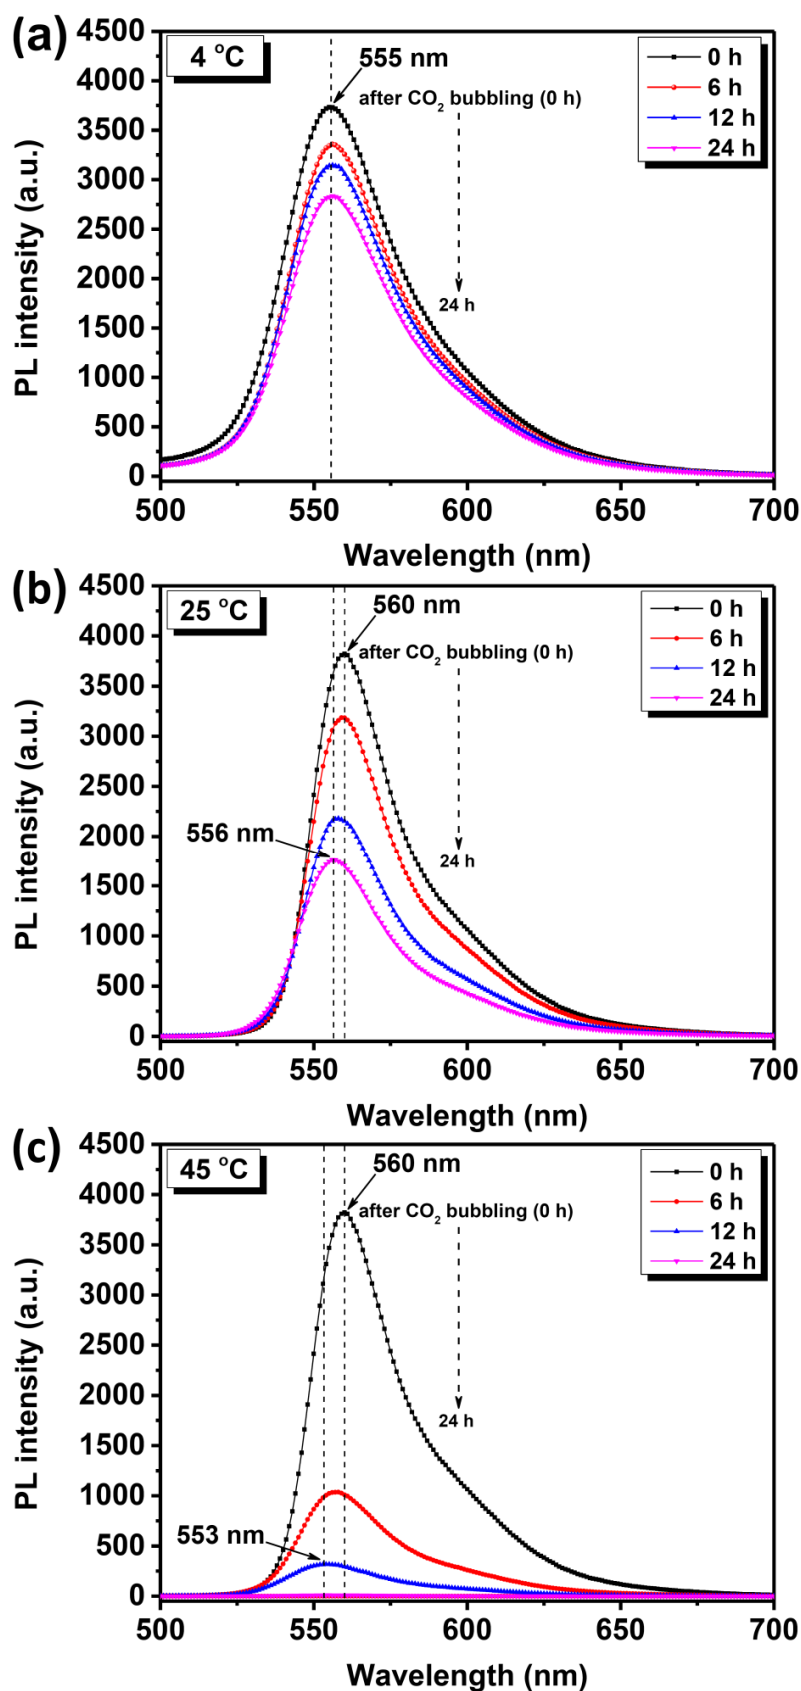 (a)
4 °C
555 nm
after CO₂ bubbling (0 h)
24 h
0 h
6 h
12 h
24 h
PL intensity (a.u.)
4500
4000
3500
3000
2500
2000
1500
1000
500
0
500
550
600
650
700
Wavelength (nm)
(b)
25 °C
560 nm
after CO₂ bubbling (0 h)
556 nm
24 h
0 h
6 h
12 h
24 h
PL intensity (a.u.)
4500
4000
3500
3000
2500
2000
1500
1000
500
0
500
550
600
650
700
Wavelength (nm)
(c)
45 °C
560 nm
after CO₂ bubbling (0 h)
24 h
553 nm
0 h
6 h
12 h
24 h
PL intensity (a.u.)
4500
4000
3500
3000
2500
2000
1500
1000
500
0
500
550
600
650
700
Wavelength (nm)